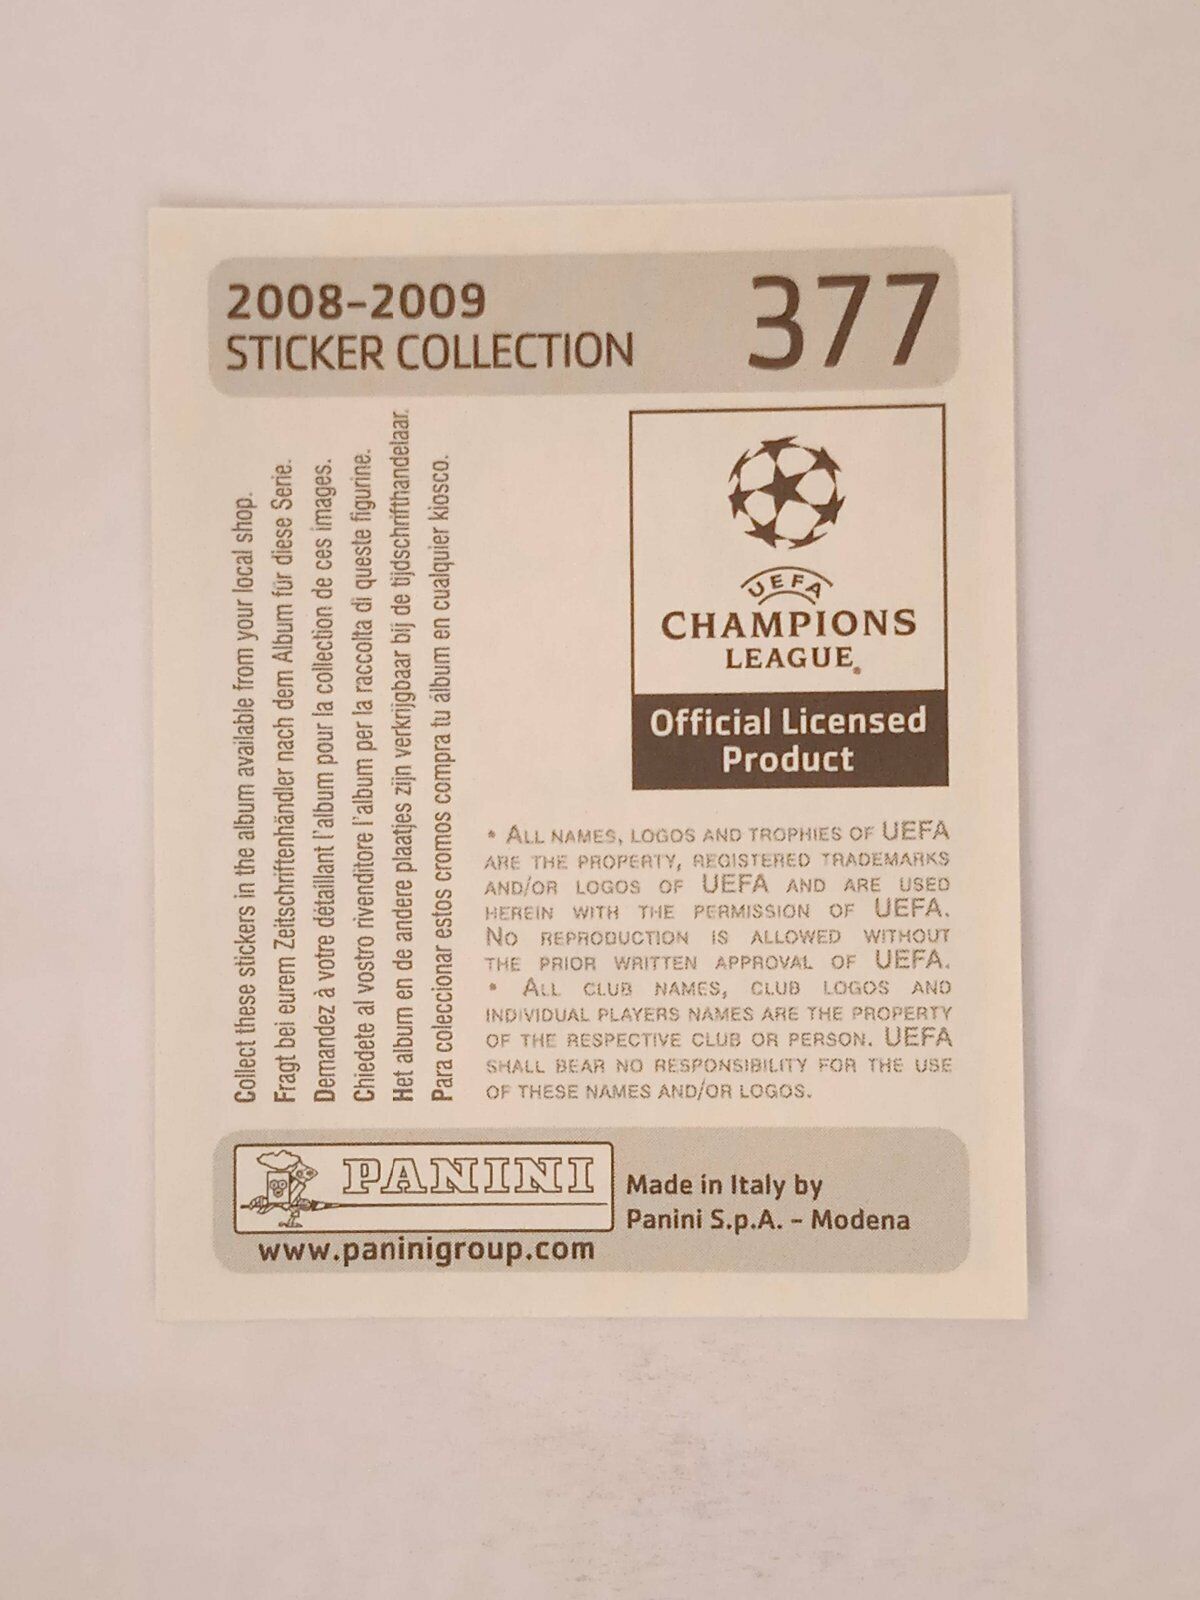 2008-2009
STICKER COLLECTION
377
Collect these stickers in the album available from your local shop.
Fragt bei eurem Zeitschriftenhändler nach dem Album für diese Serie.
Demandez à votre détaillant l'album pour la collection de ces images.
Chiedete al vostro rivenditore l'album per la raccolta di queste figurine.
Het album en de andere plaatjes zijn verkrijgbaar bij de tijdschrifthandelaar.
Para coleccionar estos cromos compra tu álbum en cualquier kiosco.
UEFA
CHAMPIONS
LEAGUE®
Official Licensed
Product
* ALL NAMES, LOGOS AND TROPHIES OF UEFA
ARE THE PROPERTY, REGISTERED TRADEMARKS
AND/OR LOGOS OF UEFA AND ARE USED
HEREIN WITH THE PERMISSION OF UEFA.
NO REPRODUCTION IS ALLOWED WITHOUT
THE PRIOR WRITTEN APPROVAL OF UEFA.
* ALL CLUB NAMES, CLUB LOGOS AND
INDIVIDUAL PLAYERS NAMES ARE THE PROPERTY
OF THE RESPECTIVE CLUB OR PERSON. UEFA
SHALL BEAR NO RESPONSIBILITY FOR THE USE
OF THESE NAMES AND/OR LOGOS.
PANINI
www.paninigroup.com
Made in Italy by
Panini S.p.A. - Modena